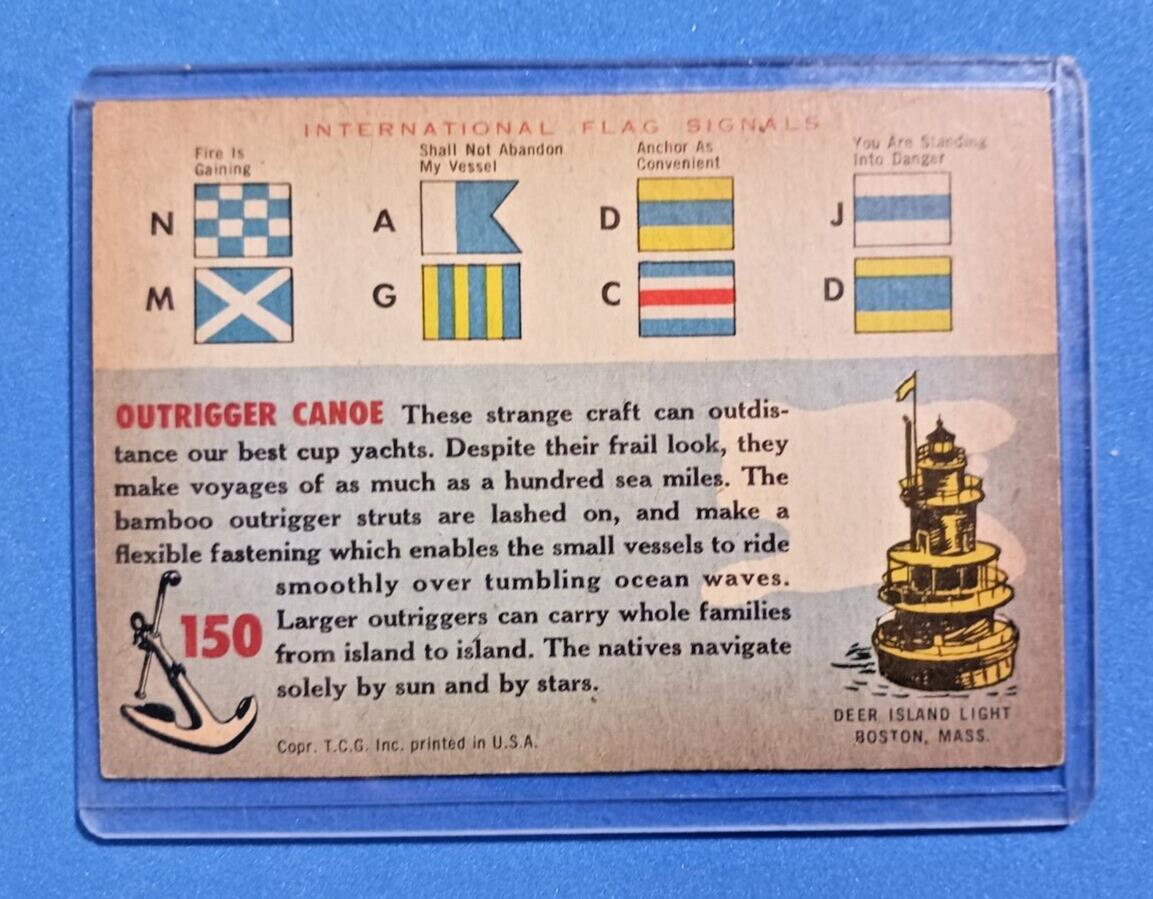 INTERNATIONAL FLAG SIGNALS
Fire Is
Gaining
N
M
Shall Not Abandon
My Vessel
A
G
Anchor As
Convenient
D
C
You Are Standing
Into Danger
J
D
OUTRIGGER CANOE These strange craft can outdis-
tance our best cup yachts. Despite their frail look, they
make voyages of as much as a hundred sea miles. The
bamboo outrigger struts are lashed on, and make a
flexible fastening which enables the small vessels to ride
smoothly over tumbling ocean waves.
Larger outriggers can carry whole families
from island to island. The natives navigate
solely by sun and by stars.
150
Copr. T.C.G. Inc. printed in U.S.A.
DEER ISLAND LIGHT
BOSTON, MASS.